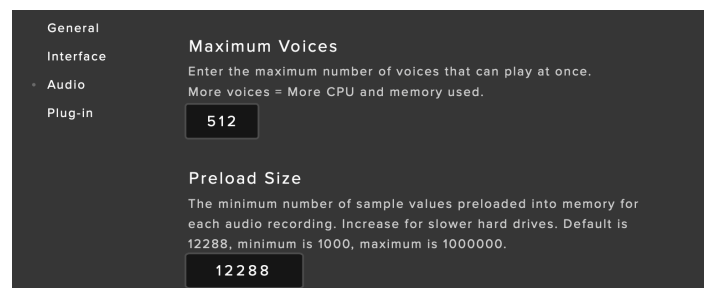 General
Interface
Audio
Plug-in
Maximum Voices
Enter the maximum number of voices that can play at once.
More voices = More CPU and memory used.
512
Preload Size
The minimum number of sample values preloaded into memory for
each audio recording. Increase for slower hard drives. Default is
12288, minimum is 1000, maximum is 1000000.
12288